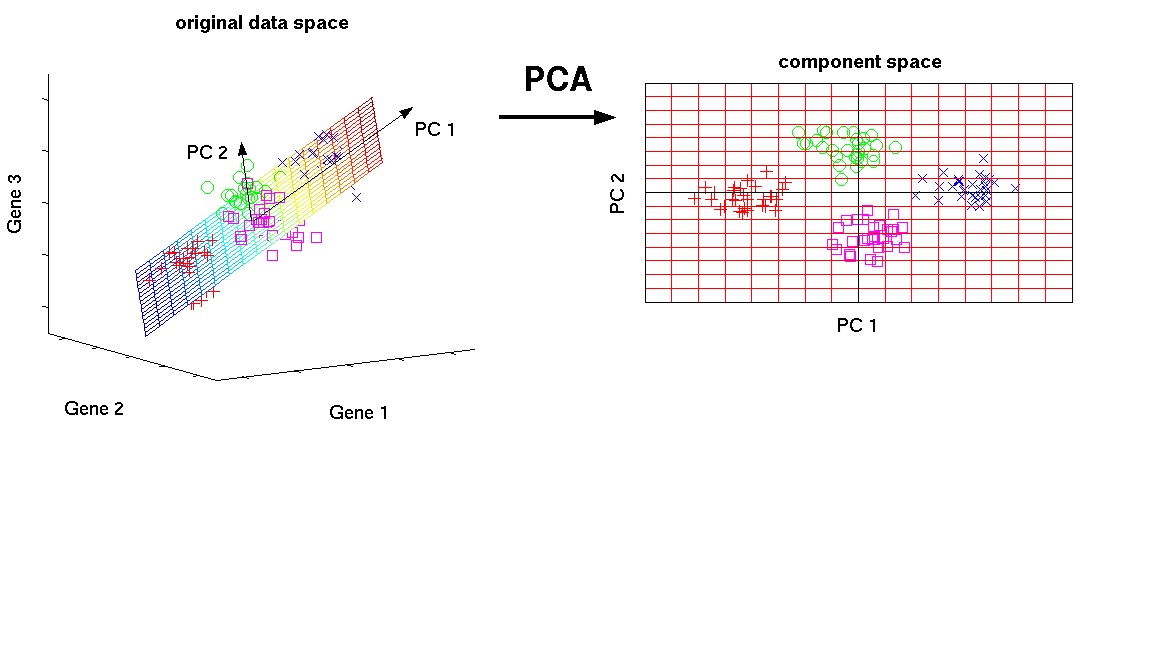 original data space
PCA
component space
PC 1
PC 2
Gene 3
PC 2
PC 1
Gene 2
Gene 1